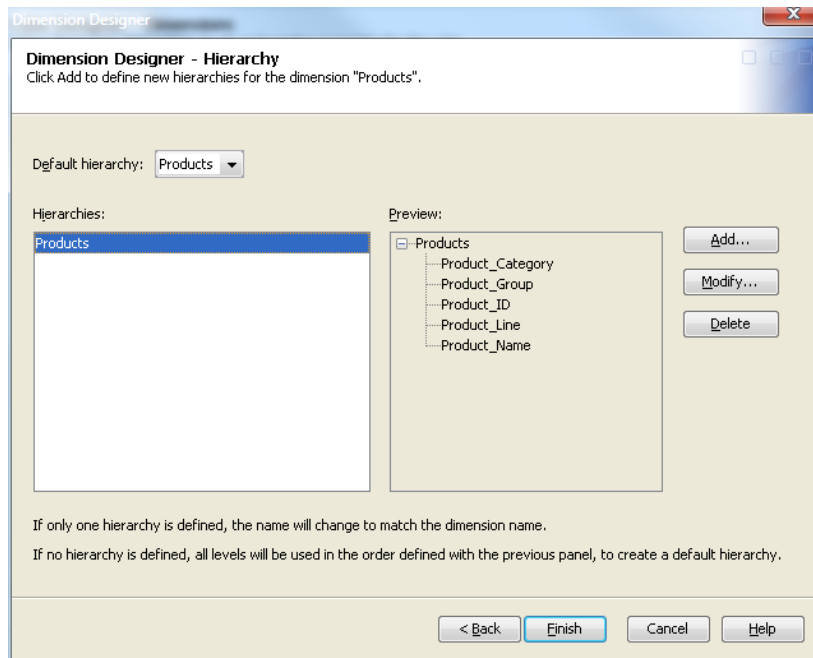 Dimension Designer
Dimension Designer - Hierarchy
Click Add to define new hierarchies for the dimension "Products".
Default hierarchy: Products
Hierarchies:
Products
Preview:
Products
Product_Category
Product_Group
Product_ID
Product_Line
Product_Name
Add...
Modify...
Delete
If only one hierarchy is defined, the name will change to match the dimension name.
If no hierarchy is defined, all levels will be used in the order defined with the previous panel, to create a default hierarchy.
< Back Finish Cancel Help